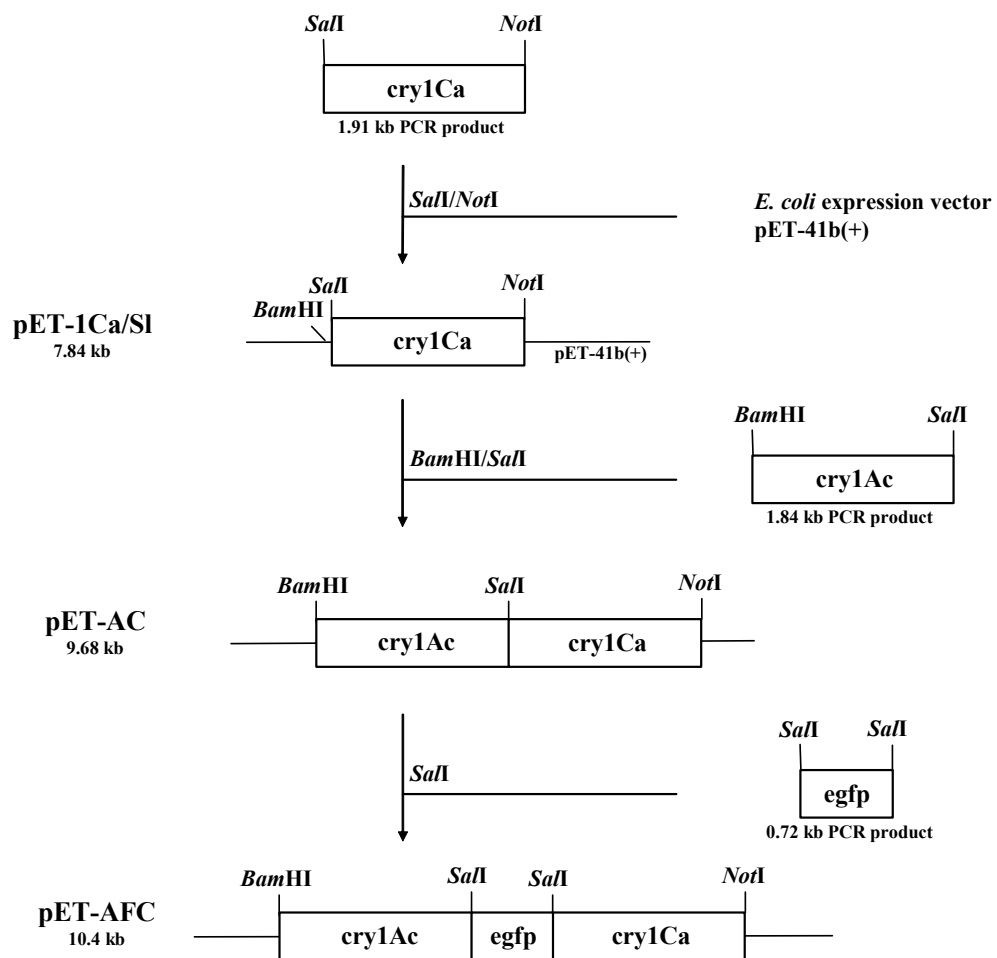 SalI NotI
cry1Ca
1.91 kb PCR product
SalI/NotI
E. coli expression vector
pET-41b(+)
pET-1Ca/Sl
7.84 kb
SalI NotI
BamHI
cry1Ca
pET-41b(+)
BamHI SalI
BamHI/SalI
cry1Ac
1.84 kb PCR product
pET-AC
9.68 kb
BamHI SalI NotI
cry1Ac cry1Ca
SalI SalI
SalI
egfp
0.72 kb PCR product
pET-AFC
10.4 kb
BamHI SalI SalI NotI
cry1Ac egfp cry1Ca